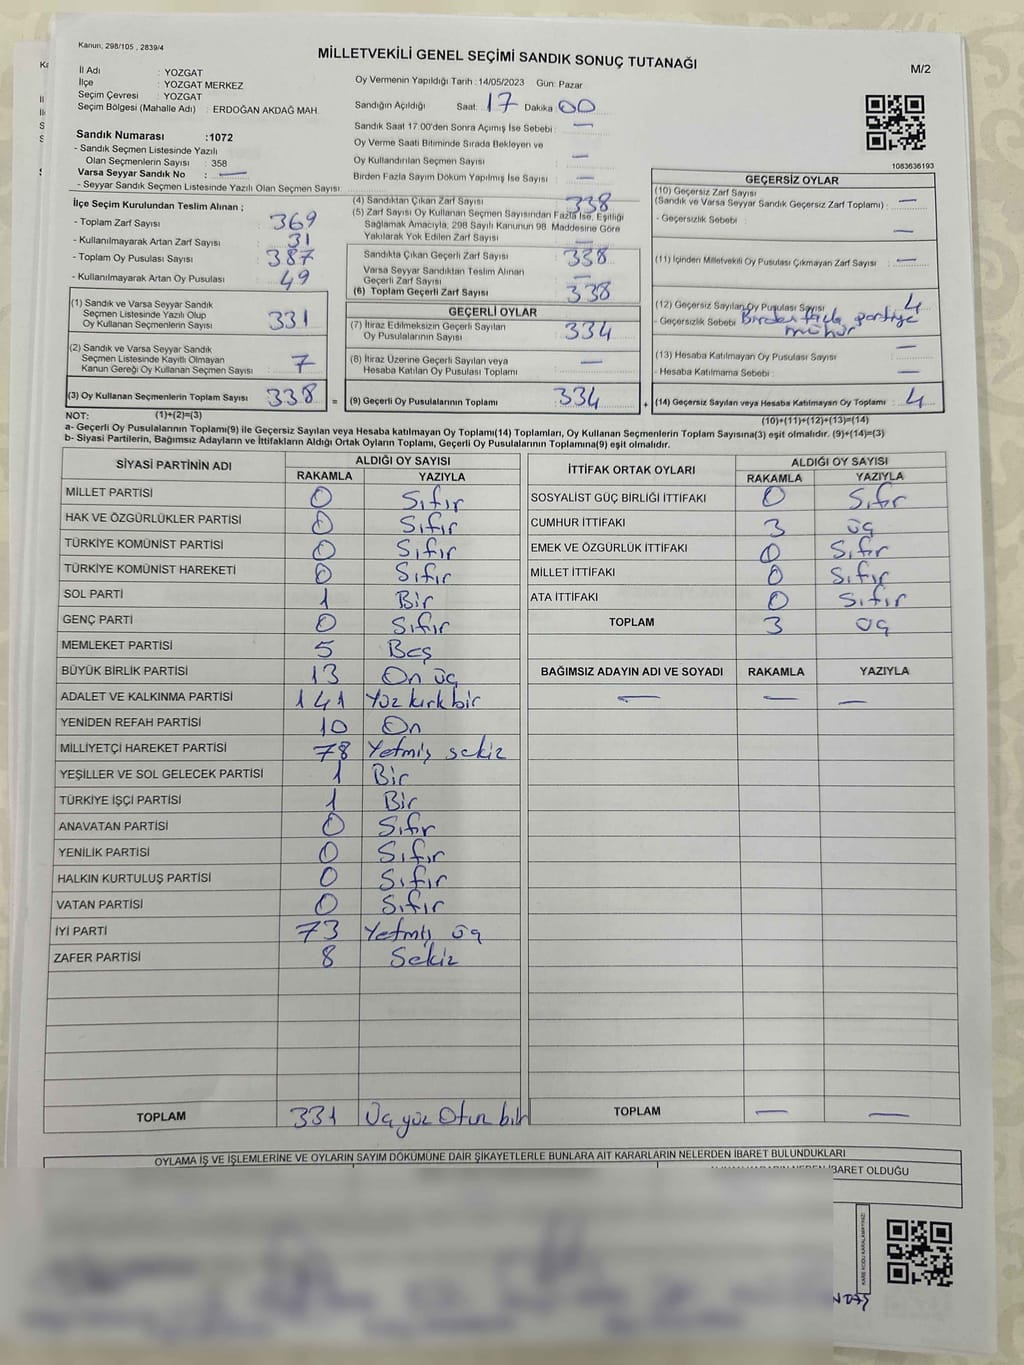 Kanun, 298/105 , 2839/4
MİLLETVEKİLİ GENEL SEÇİMİ SANDIK SONUÇ TUTANAĞI
M/2
İl Adı : YOZGAT
İlçe : YOZGAT MERKEZ
Seçim Çevresi : YOZGAT
Seçim Bölgesi (Mahalle Adı) : ERDOĞAN AKDAĞ MAH.
Sandık Numarası :1072
- Sandık Seçmen Listesinde Yazılı
Olan Seçmenlerin Sayısı : 358
Varsa Seyyar Sandık No : —
- Seyyar Sandık Seçmen Listesinde Yazılı Olan Seçmen Sayısı:
Oy Vermenin Yapıldığı Tarih : 14/05/2023 Gün: Pazar
Sandığın Açıldığı Saat: 17 Dakika 00
Sandık Saat 17:00'den Sonra Açımış İse Sebebi : —
Oy Verme Saati Bitiminde Sırada Bekleyen ve
Oy Kullandırılan Seçmen Sayısı —
Birden Fazla Sayım Döküm Yapılmış İse Sayısı : —
1083636193
İlçe Seçim Kurulundan Teslim Alınan ;
- Toplam Zarf Sayısı : 369
- Kullanılmayarak Artan Zarf Sayısı : 31
- Toplam Oy Pusulası Sayısı : 387
- Kullanılmayarak Artan Oy Pusulası : 49
(1) Sandık ve Varsa Seyyar Sandık
Seçmen Listesinde Yazılı Olup
Oy Kullanan Seçmenlerin Sayısı : 331
(2) Sandık ve Varsa Seyyar Sandık
Seçmen Listesinde Kayıtlı Olmayan
Kanun Gereği Oy Kullanan Seçmen Sayısı : 7
(3) Oy Kullanan Seçmenlerin Toplam Sayısı : 338 =
(4) Sandıktan Çıkan Zarf Sayısı : 338
(5) Zarf Sayısı Oy Kullanan Seçmen Sayısından Fazla İse, Eşitliği
Sağlamak Amacıyla, 298 Sayılı Kanunun 98. Maddesine Göre
Yakılarak Yok Edilen Zarf Sayısı : —
Sandıkta Çıkan Geçerli Zarf Sayısı : 338
Varsa Seyyar Sandıktan Teslim Alınan
Geçerli Zarf Sayısı : —
(6) Toplam Geçerli Zarf Sayısı : 338
GEÇERLİ OYLAR
(7) İtiraz Edilmeksizin Geçerli Sayılan
Oy Pusulalarının Sayısı : 334
(8) İtiraz Üzerine Geçerli Sayılan veya
Hesaba Katılan Oy Pusulası Toplamı : —
(9) Geçerli Oy Pusulalarının Toplamı : 334 +
GEÇERSİZ OYLAR
(10) Geçersiz Zarf Sayısı
(Sandık ve Varsa Seyyar Sandık Geçersiz Zarf Toplamı) : —
- Geçersizlik Sebebi : —
(11) İçinden Milletvekili Oy Pusulası Çıkmayan Zarf Sayısı : —
(12) Geçersiz Sayılan Oy Pusulası Sayısı : 4
- Geçersizlik Sebebi Birden fazla partiye
mühür
(13) Hesaba Katılmayan Oy Pusulası Sayısı : —
- Hesaba Katılmama Sebebi : —
(14) Geçersiz Sayılan veya Hesaba Katılmayan Oy Toplamı : 4
NOT: (1)+(2)=(3) (10)+(11)+(12)+(13)=(14)
a- Geçerli Oy Pusulalarının Toplamı(9) ile Geçersiz Sayılan veya Hesaba katılmayan Oy Toplamı(14) Toplamları, Oy Kullanan Seçmenlerin Toplam Sayısına(3) eşit olmalıdır. (9)+(14)=(3)
b- Siyasi Partilerin, Bağımsız Adayların ve İttifakların Aldığı Ortak Oyların Toplamı, Geçerli Oy Pusulalarının Toplamına(9) eşit olmalıdır.
SİYASİ PARTİNİN ADI ALDIĞI OY SAYISI
RAKAMLA YAZIYLA
MİLLET PARTİSİ 0 Sıfır
HAK VE ÖZGÜRLÜKLER PARTİSİ 0 Sıfır
TÜRKİYE KOMÜNİST PARTİSİ 0 Sıfır
TÜRKİYE KOMÜNİST HAREKETİ 0 Sıfır
SOL PARTİ 1 Bir
GENÇ PARTİ 0 Sıfır
MEMLEKET PARTİSİ 5 Beş
BÜYÜK BİRLİK PARTİSİ 13 On üç
ADALET VE KALKINMA PARTİSİ 141 Yüz kırk bir
YENİDEN REFAH PARTİSİ 10 On
MİLLİYETÇİ HAREKET PARTİSİ 78 Yetmiş sekiz
YEŞİLLER VE SOL GELECEK PARTİSİ 1 Bir
TÜRKİYE İŞÇİ PARTİSİ 1 Bir
ANAVATAN PARTİSİ 0 Sıfır
YENİLİK PARTİSİ 0 Sıfır
HALKIN KURTULUŞ PARTİSİ 0 Sıfır
VATAN PARTİSİ 0 Sıfır
İYİ PARTİ 73 Yetmiş üç
ZAFER PARTİSİ 8 Sekiz
TOPLAM 331 Üç yüz Otuz bir
İTTİFAK ORTAK OYLARI ALDIĞI OY SAYISI
RAKAMLA YAZIYLA
SOSYALİST GÜÇ BİRLİĞİ İTTİFAKI 0 Sıfır
CUMHUR İTTİFAKI 3 üç
EMEK VE ÖZGÜRLÜK İTTİFAKI 0 Sıfır
MİLLET İTTİFAKI 0 Sıfır
ATA İTTİFAKI 0 Sıfır
TOPLAM 3 üç
BAĞIMSIZ ADAYIN ADI VE SOYADI RAKAMLA YAZIYLA
— — —
TOPLAM — —
OYLAMA İŞ VE İŞLEMLERİNE VE OYLARIN SAYIM DÖKÜMÜNE DAİR ŞİKAYETLERLE BUNLARA AİT KARARLARIN NELERDEN İBARET BULUNDUKLARI
İBARET OLDUĞU
KARE KODU KARALAMAYINIZ!